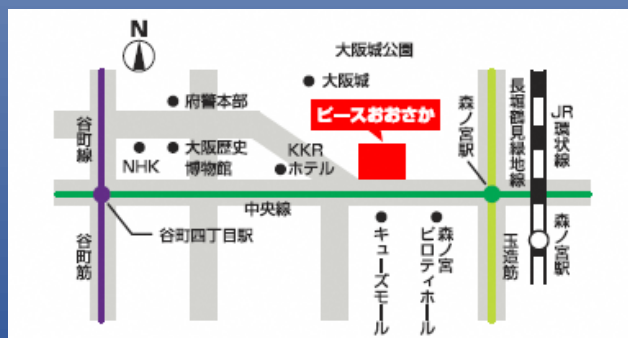 N
大阪城公園
大阪城
府警本部
ピースおおさか
谷町線
NHK
大阪歴史
博物館
KKR
ホテル
森ノ宮駅
長堀鶴見緑地線
JR
環状線
中央線
谷町四丁目駅
谷町筋
キューズモール
森ノ宮
ピロティホール
玉造筋
森ノ宮駅